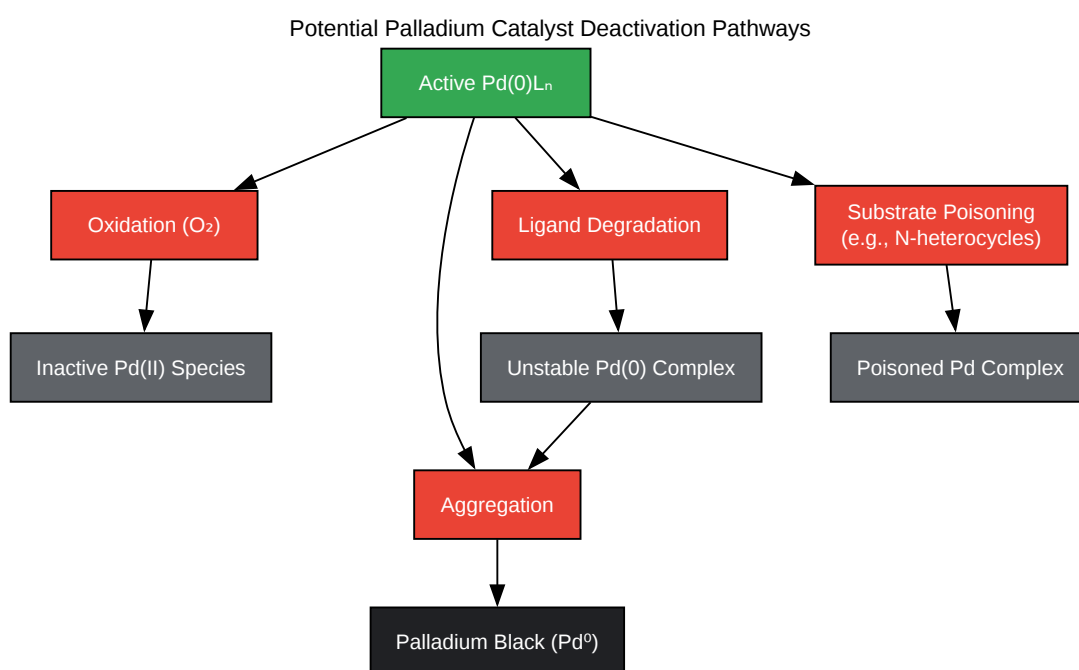 Potential Palladium Catalyst Deactivation Pathways
Active Pd(0)Lₙ
Oxidation (O₂)
Ligand Degradation
Substrate Poisoning
(e.g., N-heterocycles)
Inactive Pd(II) Species
Unstable Pd(0) Complex
Poisoned Pd Complex
Aggregation
Palladium Black (Pd⁰)